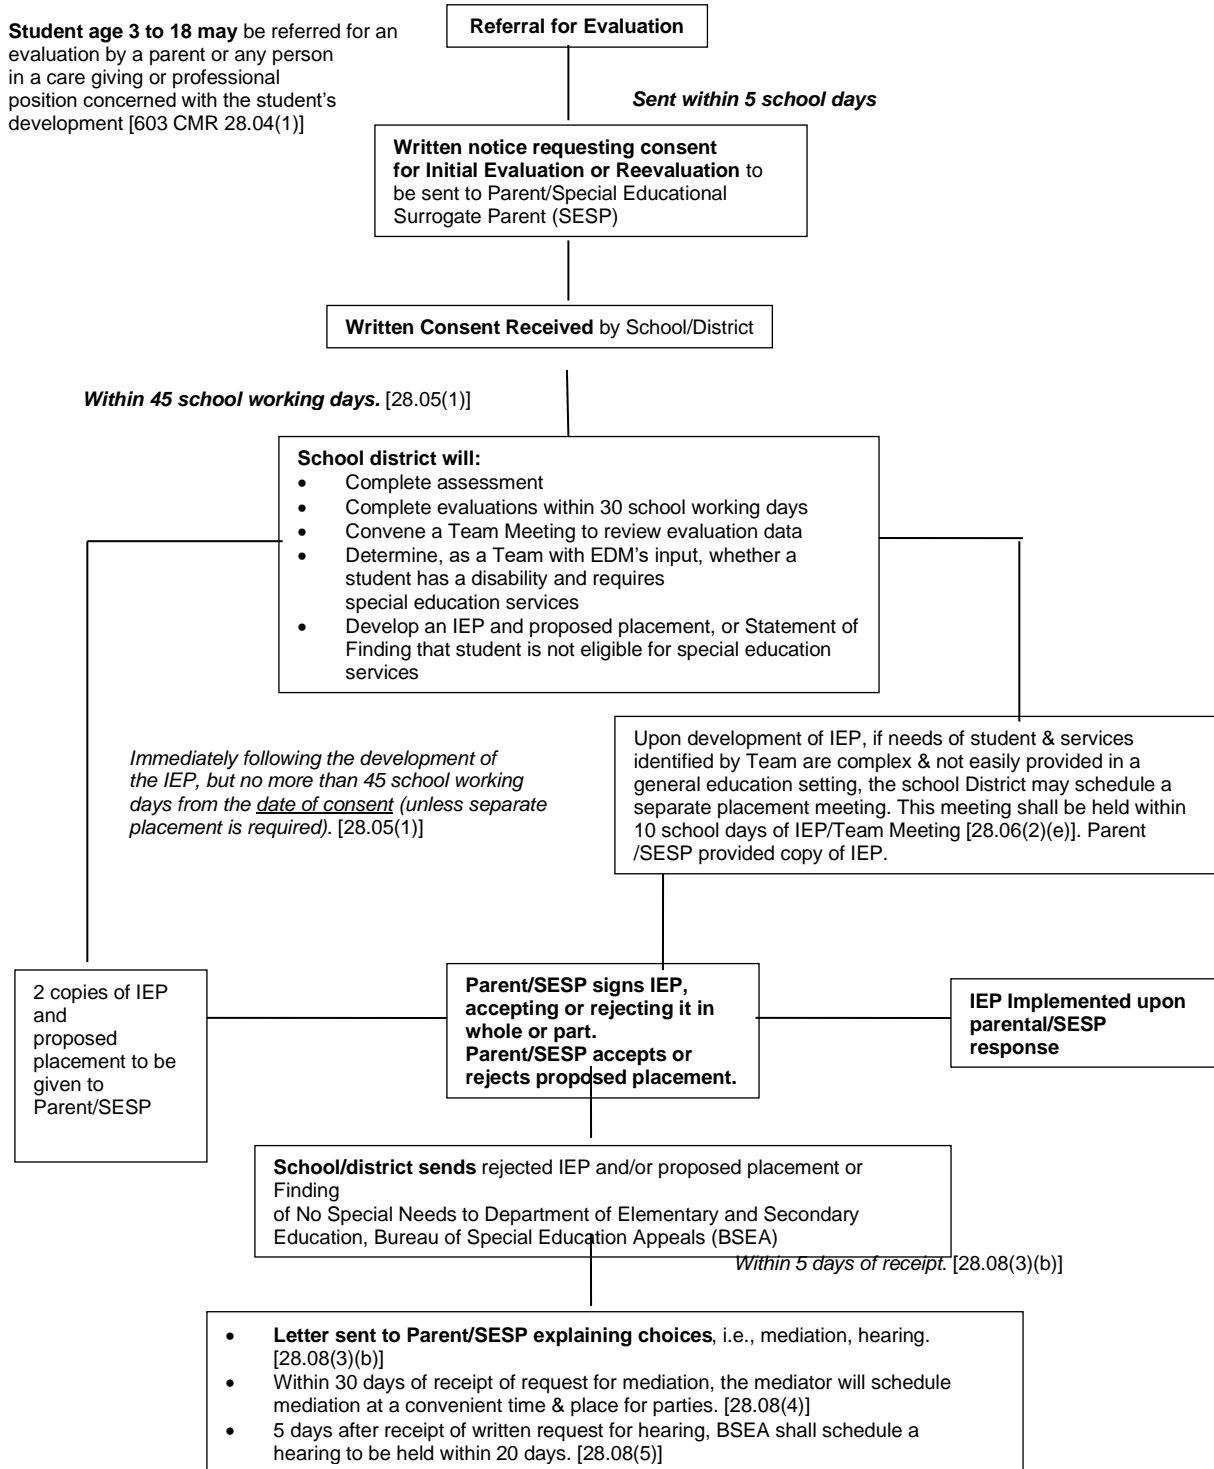 Student age 3 to 18 may be referred for an
evaluation by a parent or any person
in a care giving or professional
position concerned with the student's
development [603 CMR 28.04(1)]
Referral for Evaluation
Sent within 5 school days
Written notice requesting consent
for Initial Evaluation or Reevaluation to
be sent to Parent/Special Educational
Surrogate Parent (SESP)
Written Consent Received by School/District
Within 45 school working days. [28.05(1)]
School district will:
• Complete assessment
• Complete evaluations within 30 school working days
• Convene a Team Meeting to review evaluation data
• Determine, as a Team with EDM's input, whether a
student has a disability and requires
special education services
• Develop an IEP and proposed placement, or Statement of
Finding that student is not eligible for special education
services
Immediately following the development of
the IEP, but no more than 45 school working
days from the date of consent (unless separate
placement is required). [28.05(1)]
Upon development of IEP, if needs of student & services
identified by Team are complex & not easily provided in a
general education setting, the school District may schedule a
separate placement meeting. This meeting shall be held within
10 school days of IEP/Team Meeting [28.06(2)(e)]. Parent
/SESP provided copy of IEP.
2 copies of IEP
and
proposed
placement to be
given to
Parent/SESP
Parent/SESP signs IEP,
accepting or rejecting it in
whole or part.
Parent/SESP accepts or
rejects proposed placement.
IEP Implemented upon
parental/SESP
response
School/district sends rejected IEP and/or proposed placement or
Finding
of No Special Needs to Department of Elementary and Secondary
Education, Bureau of Special Education Appeals (BSEA)
Within 5 days of receipt. [28.08(3)(b)]
• Letter sent to Parent/SESP explaining choices, i.e., mediation, hearing.
[28.08(3)(b)]
• Within 30 days of receipt of request for mediation, the mediator will schedule
mediation at a convenient time & place for parties. [28.08(4)]
• 5 days after receipt of written request for hearing, BSEA shall schedule a
hearing to be held within 20 days. [28.08(5)]